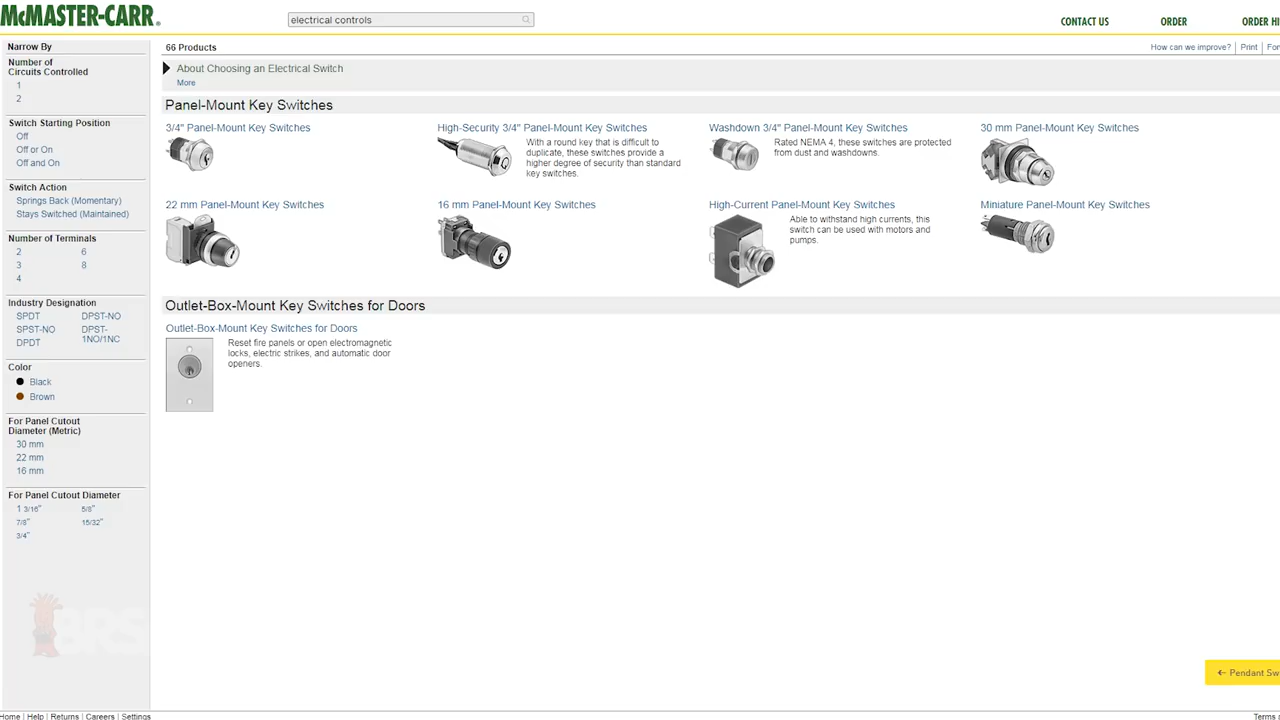 McMASTER-CARR®
electrical controls
CONTACT US
ORDER
ORDER HI
Narrow By
Number of
Circuits Controlled
1
2
Switch Starting Position
Off
Off or On
Off and On
Switch Action
Springs Back (Momentary)
Stays Switched (Maintained)
Number of Terminals
2 6
3 8
4
Industry Designation
SPDT DPST-NO
SPST-NO DPST-
1NO/1NC
DPDT
Color
Black
Brown
For Panel Cutout
Diameter (Metric)
30 mm
22 mm
16 mm
For Panel Cutout Diameter
1 3/16" 5/8"
7/8" 15/32"
3/4"
BRS
66 Products
How can we improve? | Print | For
About Choosing an Electrical Switch
More
Panel-Mount Key Switches
3/4" Panel-Mount Key Switches
High-Security 3/4" Panel-Mount Key Switches
With a round key that is difficult to
duplicate, these switches provide a
higher degree of security than standard
key switches.
Washdown 3/4" Panel-Mount Key Switches
Rated NEMA 4, these switches are protected
from dust and washdowns.
30 mm Panel-Mount Key Switches
22 mm Panel-Mount Key Switches
16 mm Panel-Mount Key Switches
High-Current Panel-Mount Key Switches
Able to withstand high currents, this
switch can be used with motors and
pumps.
Miniature Panel-Mount Key Switches
Outlet-Box-Mount Key Switches for Doors
Outlet-Box-Mount Key Switches for Doors
Reset fire panels or open electromagnetic
locks, electric strikes, and automatic door
openers.
← Pendant Sw
Home | Help | Returns | Careers | Settings
Terms